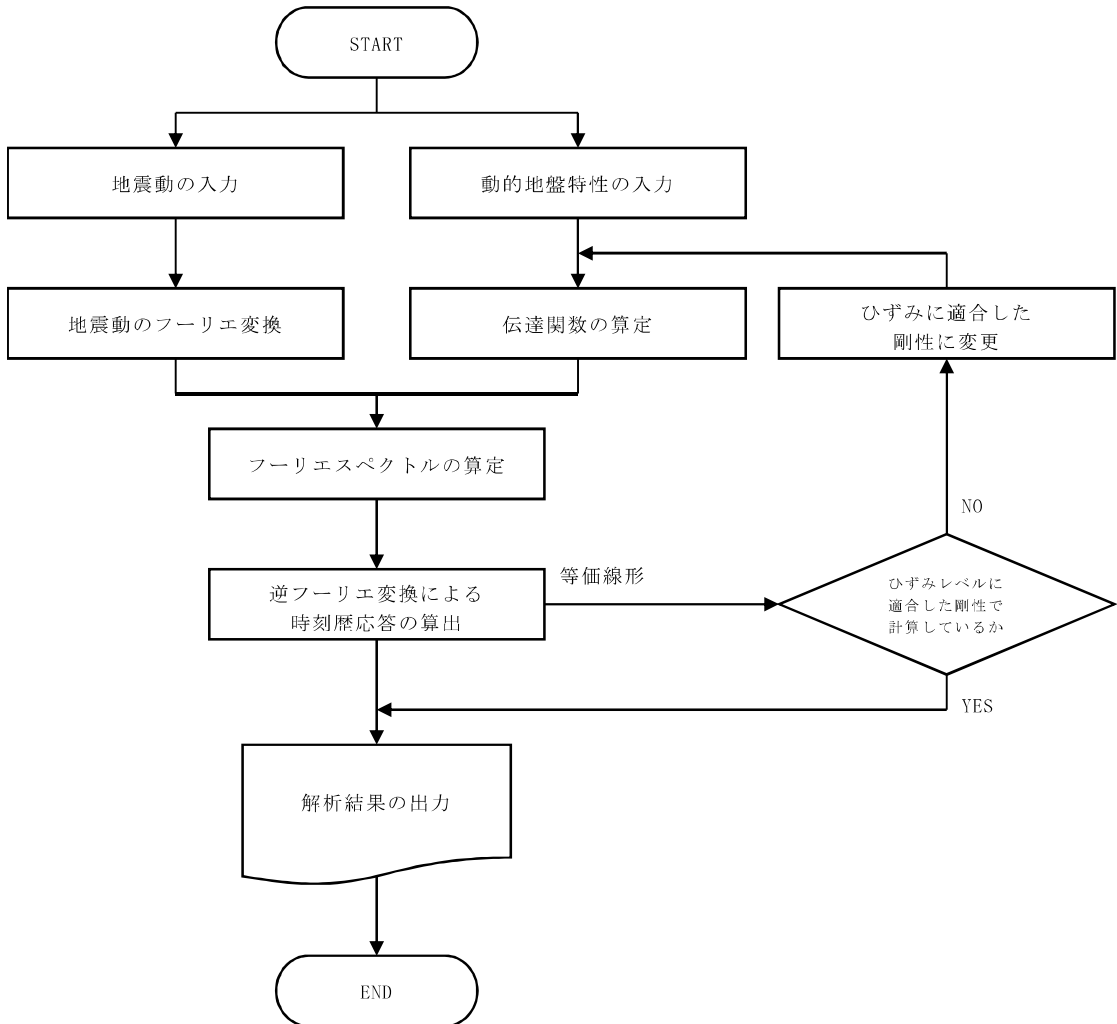 START
地震動の入力
動的地盤特性の入力
地震動のフーリエ変換
伝達関数の算定
ひずみに適合した
剛性に変更
フーリエスペクトルの算定
NO
逆フーリエ変換による
時刻歴応答の算出
等価線形
ひずみレベルに
適合した剛性で
計算しているか
YES
解析結果の出力
END